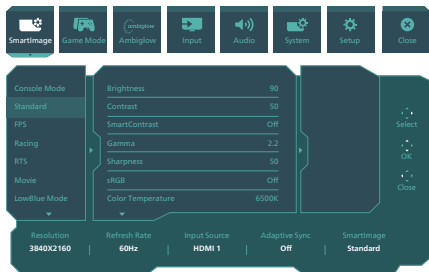 ambiglow
SmartImage Game Mode Ambiglow Input Audio System Setup Close
Console Mode
Standard
FPS
Racing
RTS
Movie
LowBlue Mode
Brightness 90
Contrast 50
SmartContrast Off
Gamma 2.2
Sharpness 50
sRGB Off
Color Temperature 6500K
Select
OK
Close
Resolution Refresh Rate Input Source Adaptive Sync SmartImage
3840X2160 | 60Hz | HDMI 1 | Off | Standard